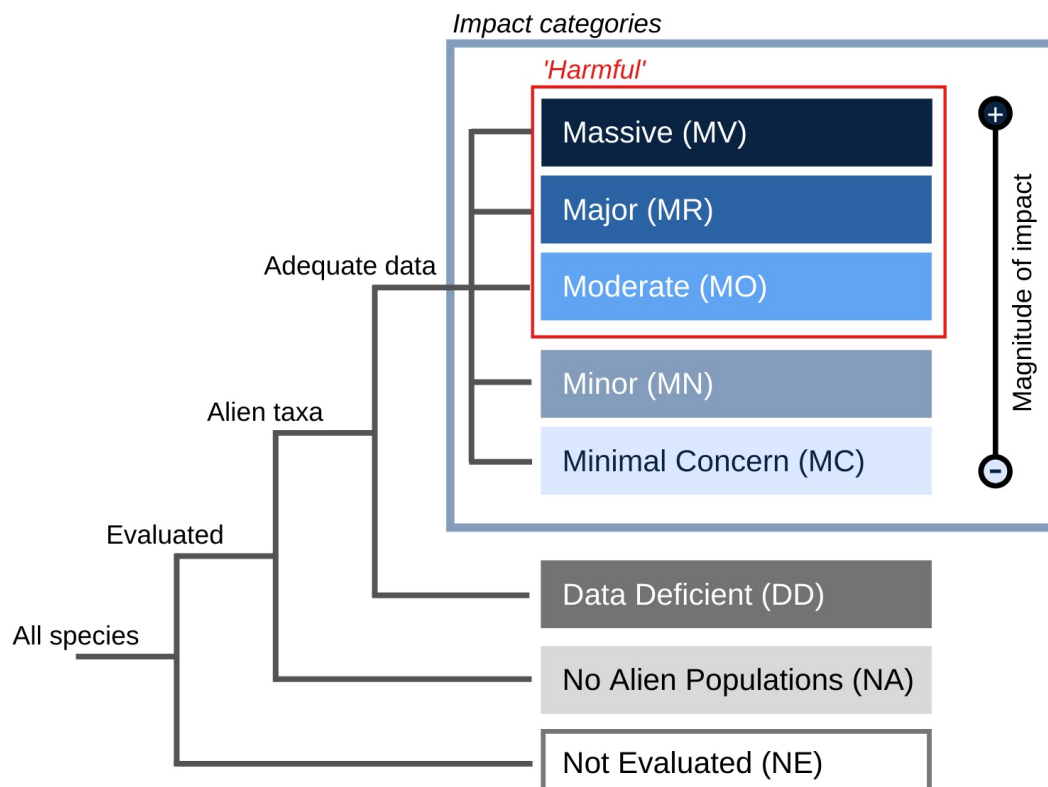 Impact categories
'Harmful'
Massive (MV)
Major (MR)
Moderate (MO)
Minor (MN)
Minimal Concern (MC)
+
Magnitude of impact
-
Adequate data
Alien taxa
Evaluated
All species
Data Deficient (DD)
No Alien Populations (NA)
Not Evaluated (NE)